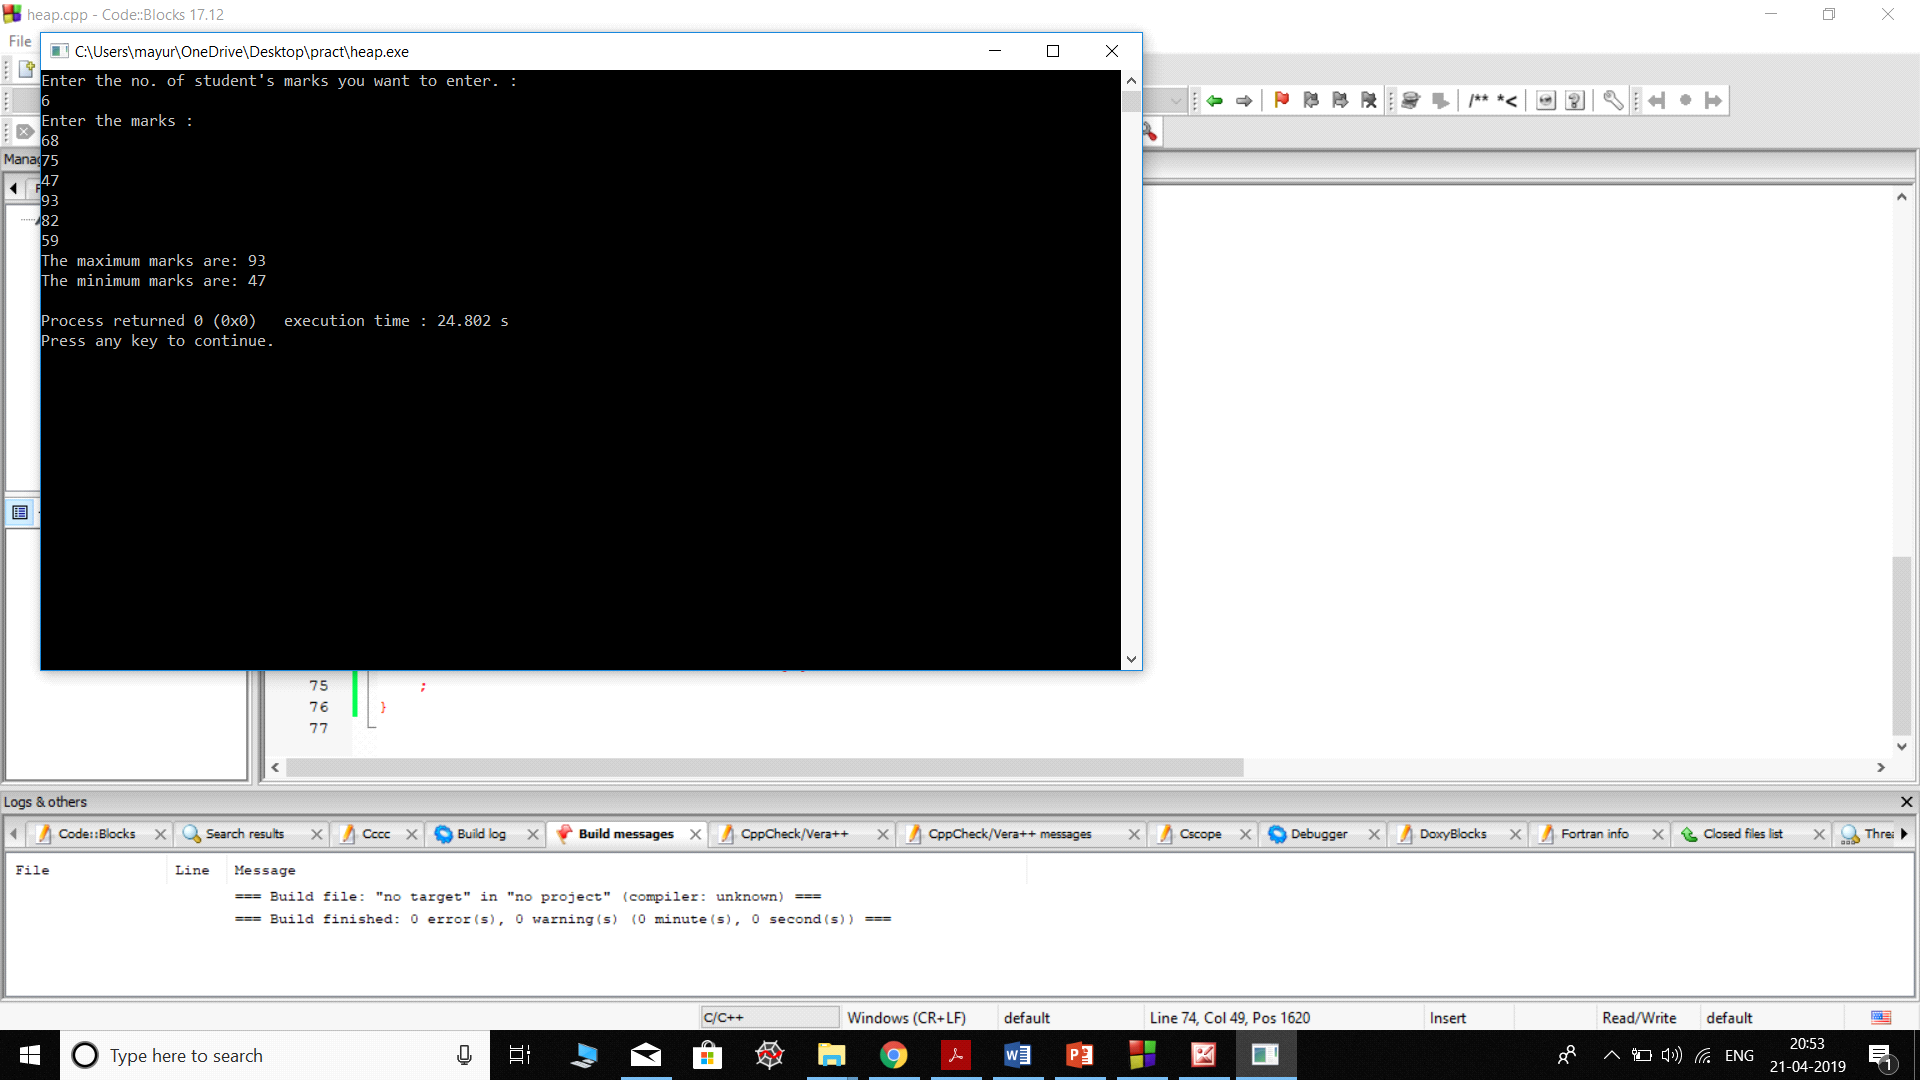 heap.cpp - Code::Blocks 17.12
File
C:\Users\mayur\OneDrive\Desktop\pract\heap.exe
Enter the no. of student's marks you want to enter. :
6
Enter the marks :
68
75
47
93
82
59
The maximum marks are: 93
The minimum marks are: 47
Process returned 0 (0x0)   execution time : 24.802 s
Press any key to continue.
/** *<
75 ;
76 }
77
Logs & others
Code::Blocks Search results Cccc Build log Build messages CppCheck/Vera++ CppCheck/Vera++ messages Cscope Debugger DoxyBlocks Fortran info Closed files list
File Line Message
=== Build file: "no target" in "no project" (compiler: unknown) ===
=== Build finished: 0 error(s), 0 warning(s) (0 minute(s), 0 second(s)) ===
C/C++ Windows (CR+LF) default Line 74, Col 49, Pos 1620 Insert Read/Write default
Type here to search
ENG
20:53
21-04-2019
1